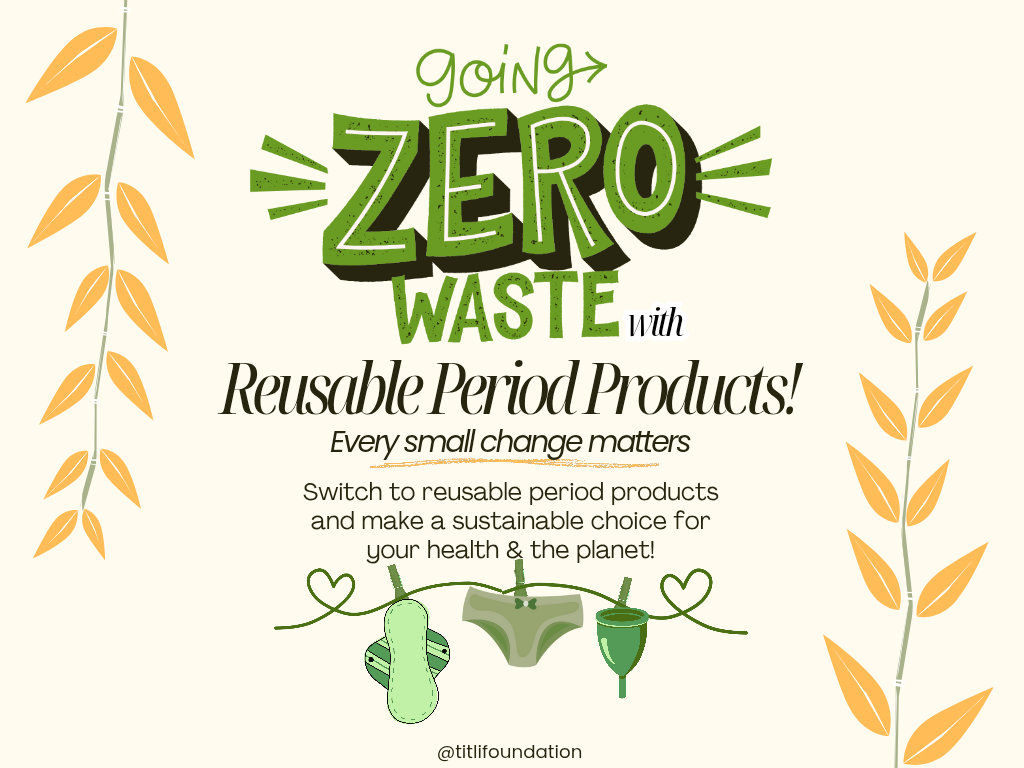 going
ZERO
WASTE with
Reusable Period Products!
Every small change matters
Switch to reusable period products
and make a sustainable choice for
your health & the planet!
@titlifoundation